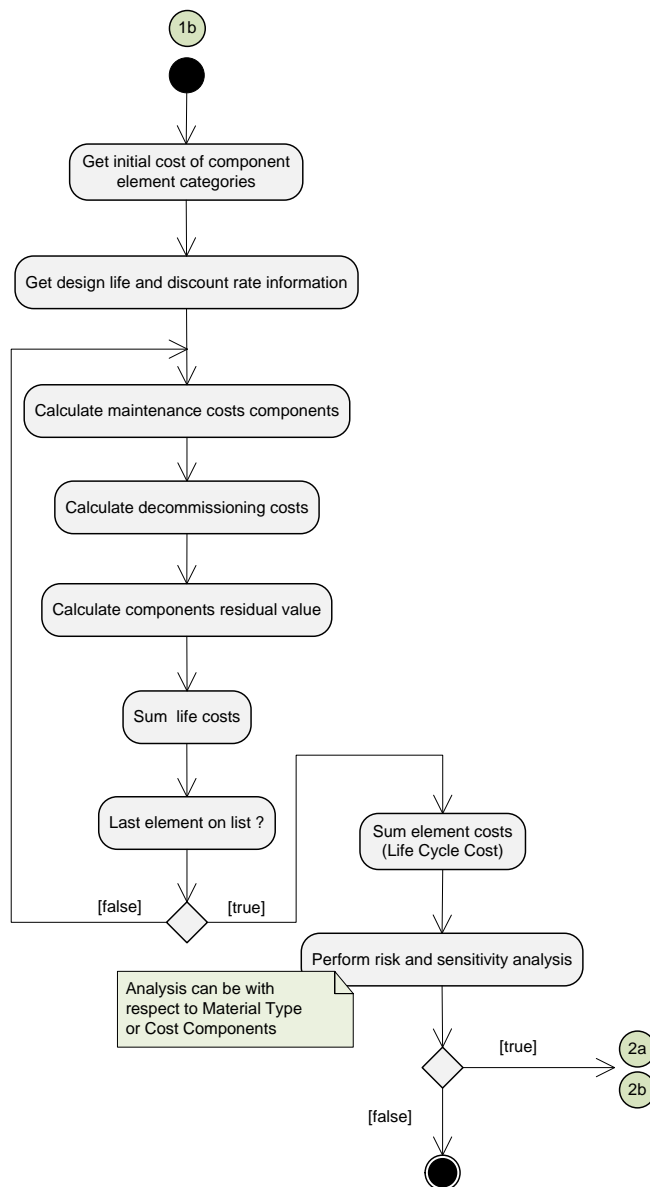 1b
Get initial cost of component
element categories
Get design life and discount rate information
Calculate maintenance costs components
Calculate decommissioning costs
Calculate components residual value
Sum life costs
Last element on list ?
[false]
[true]
Sum element costs
(Life Cycle Cost)
Perform risk and sensitivity analysis
Analysis can be with
respect to Material Type
or Cost Components
[true]
2a
2b
[false]